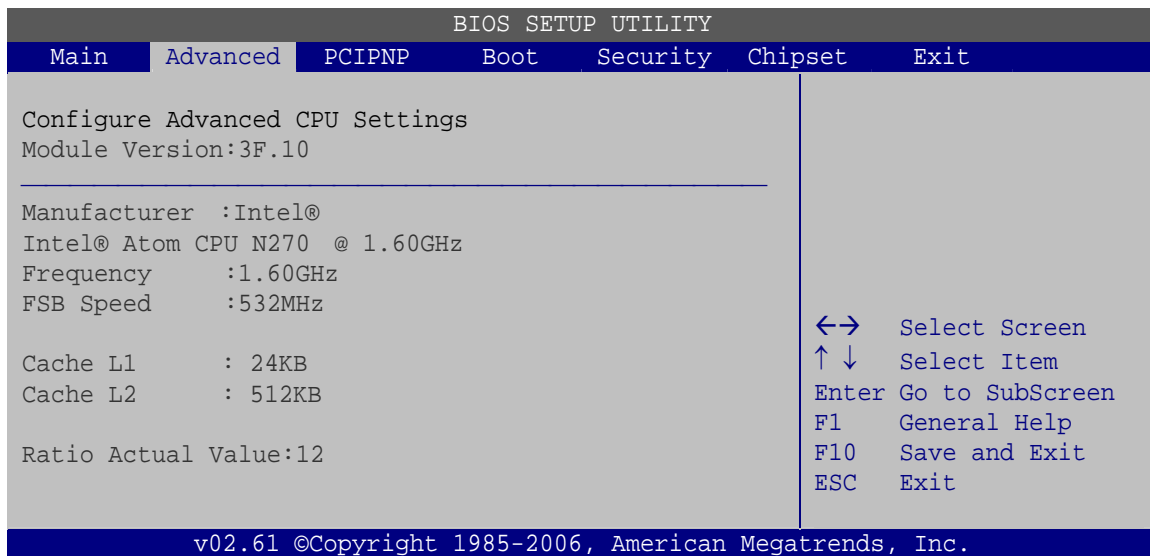 BIOS SETUP UTILITY
Main Advanced PCIPNP Boot Security Chipset Exit
Configure Advanced CPU Settings
Module Version:3F.10
Manufacturer :Intel®
Intel® Atom CPU N270 @ 1.60GHz
Frequency :1.60GHz
FSB Speed :532MHz
Cache L1 : 24KB
Cache L2 : 512KB
Ratio Actual Value:12
←→ Select Screen
↑ ↓ Select Item
Enter Go to SubScreen
F1 General Help
F10 Save and Exit
ESC Exit
v02.61 ©Copyright 1985-2006, American Megatrends, Inc.